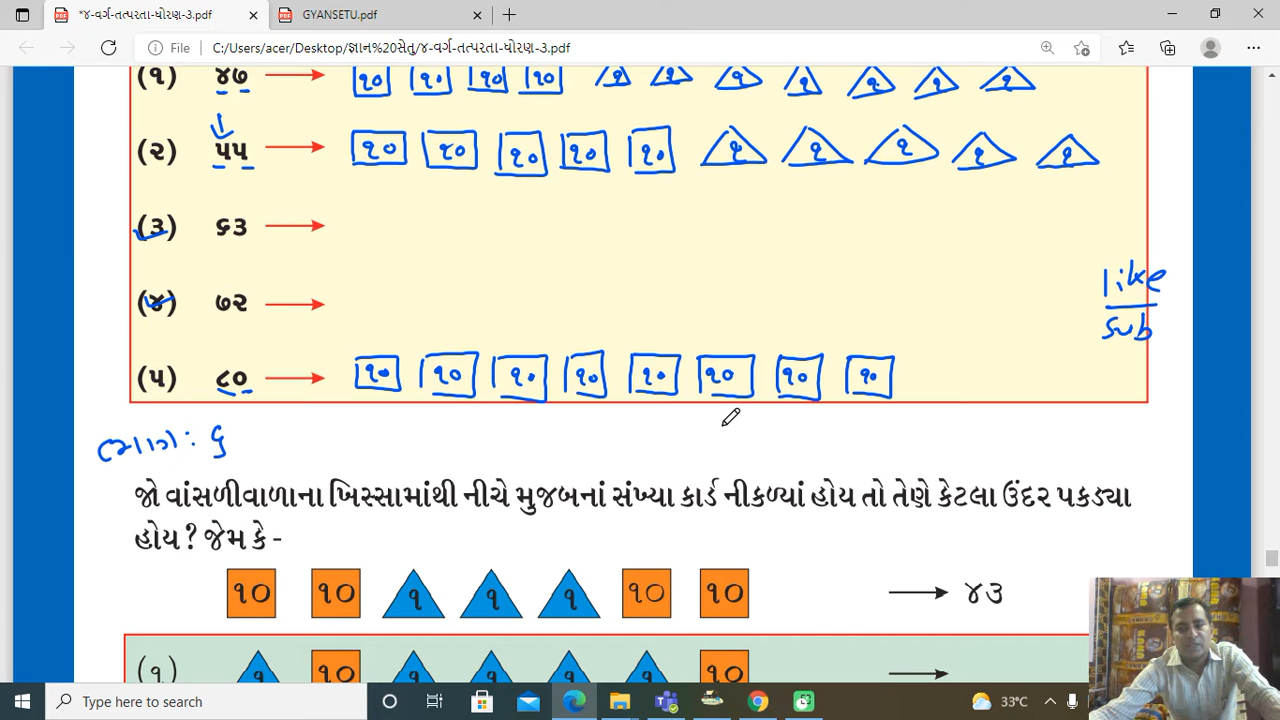 *૪-વર્ગ-તત્પરતા-ધોરણ-3.pdf
GYANSETU.pdf
File C:/Users/acer/Desktop/જ્ઞાન%20સેતુ/૪-વર્ગ-તત્પરતા-ધોરણ-3.pdf
(૧) ૪૭ ૧૦ ૧૦ ૧૦ ૧૦ ૧ ૧ ૧ ૧ ૧ ૧ ૧
(૨) ૫૫ ૧૦ ૧૦ ૧૦ ૧૦ ૧૦ ૧ ૧ ૧ ૧ ૧
(૩) ૬૩
(૪) ૭૨
like
sub
(૫) ૮૦ ૧૦ ૧૦ ૧૦ ૧૦ ૧૦ ૧૦ ૧૦ ૧૦
: ૬
જો વાંસળીવાળાના ખિસ્સામાંથી નીચે મુજબનાં સંખ્યા કાર્ડ નીકળ્યાં હોય તો તેણે કેટલા ઉંદર પકડ્યા
હોય? જેમ કે -
૧૦ ૧૦ ૧ ૧ ૧ ૧૦ ૧૦ ૪૩
(૧) ૧ ૧૦ ૧ ૧ ૧ ૧ ૧૦
Type here to search
33°C